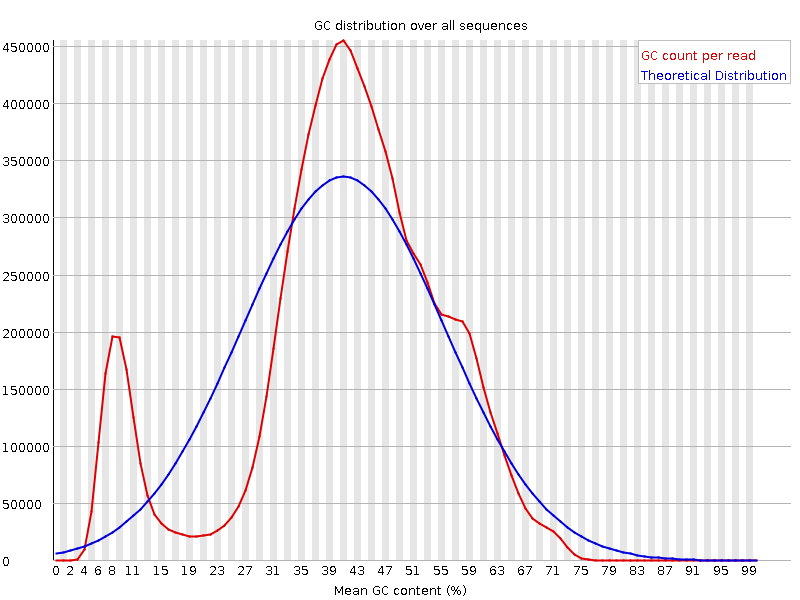 GC distribution over all sequences
GC count per read
Theoretical Distribution
450000
400000
350000
300000
250000
200000
150000
100000
50000
0
0 2 4 6 8 11 15 19 23 27 31 35 39 43 47 51 55 59 63 67 71 75 79 83 87 91 95 99
Mean GC content (%)